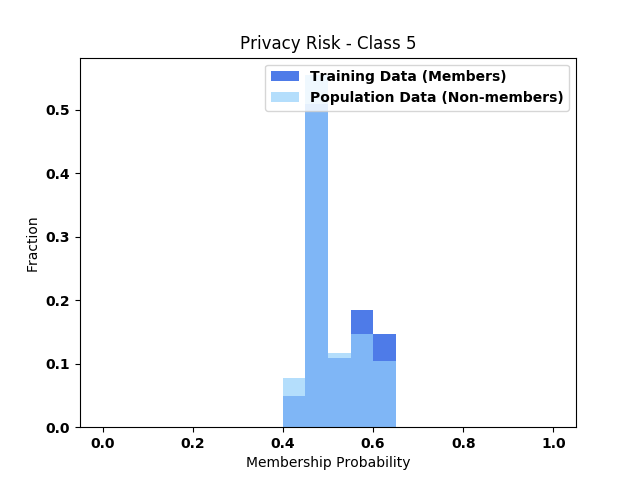 Privacy Risk - Class 5
Training Data (Members)
Population Data (Non-members)
Fraction
0.5
0.4
0.3
0.2
0.1
0.0
0.0 0.2 0.4 0.6 0.8 1.0
Membership Probability